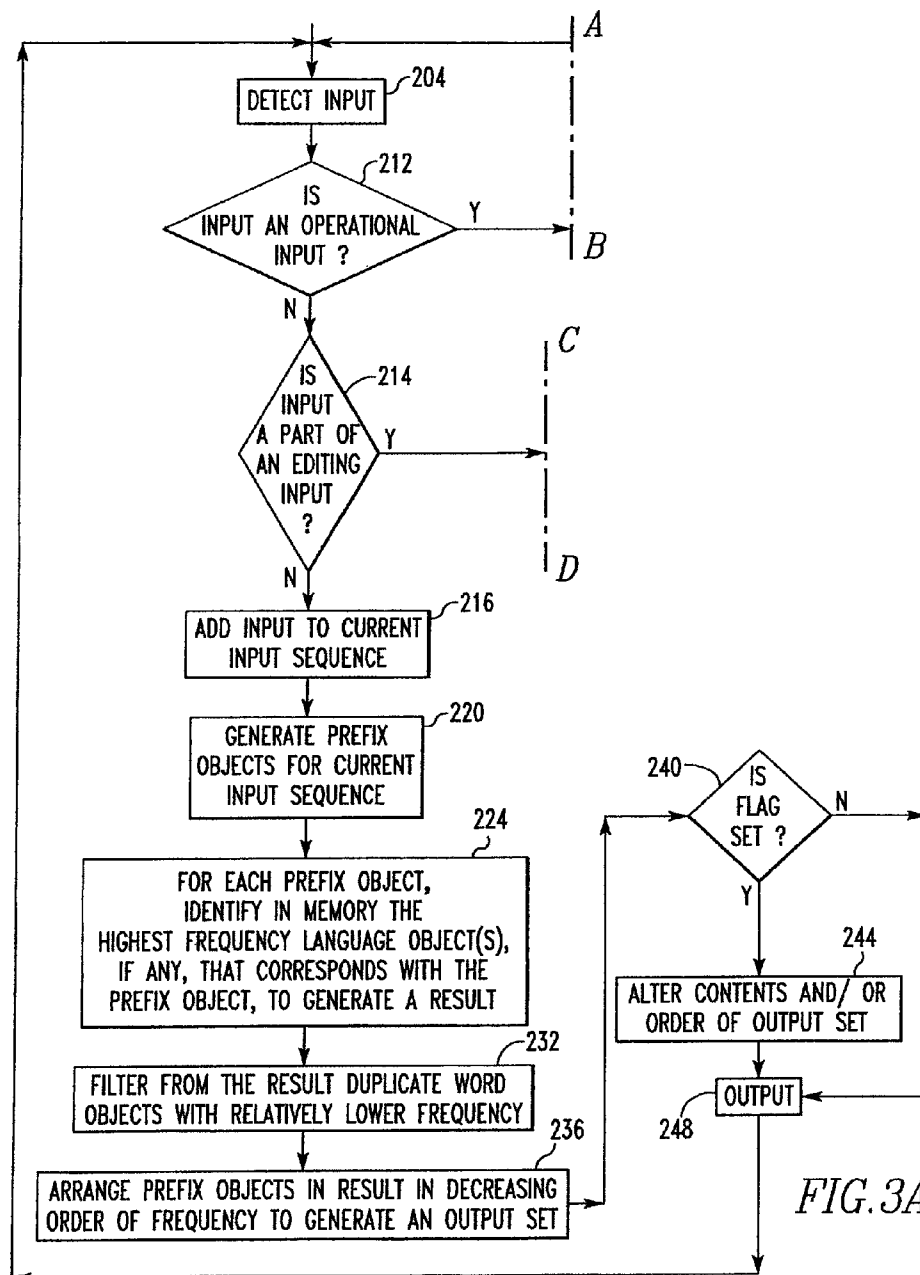 A
DETECT INPUT
204
212
IS
INPUT AN OPERATIONAL
INPUT ?
Y
B
N
C
214
IS
INPUT
A PART OF
AN EDITING
INPUT
?
Y
D
N
216
ADD INPUT TO CURRENT
INPUT SEQUENCE
220
GENERATE PREFIX
OBJECTS FOR CURRENT
INPUT SEQUENCE
224
FOR EACH PREFIX OBJECT,
IDENTIFY IN MEMORY THE
HIGHEST FREQUENCY LANGUAGE OBJECT(S),
IF ANY, THAT CORRESPONDS WITH THE
PREFIX OBJECT, TO GENERATE A RESULT
232
FILTER FROM THE RESULT DUPLICATE WORD
OBJECTS WITH RELATIVELY LOWER FREQUENCY
236
ARRANGE PREFIX OBJECTS IN RESULT IN DECREASING
ORDER OF FREQUENCY TO GENERATE AN OUTPUT SET
240
IS
FLAG
SET ?
N
Y
244
ALTER CONTENTS AND/ OR
ORDER OF OUTPUT SET
OUTPUT
248
FIG.3A